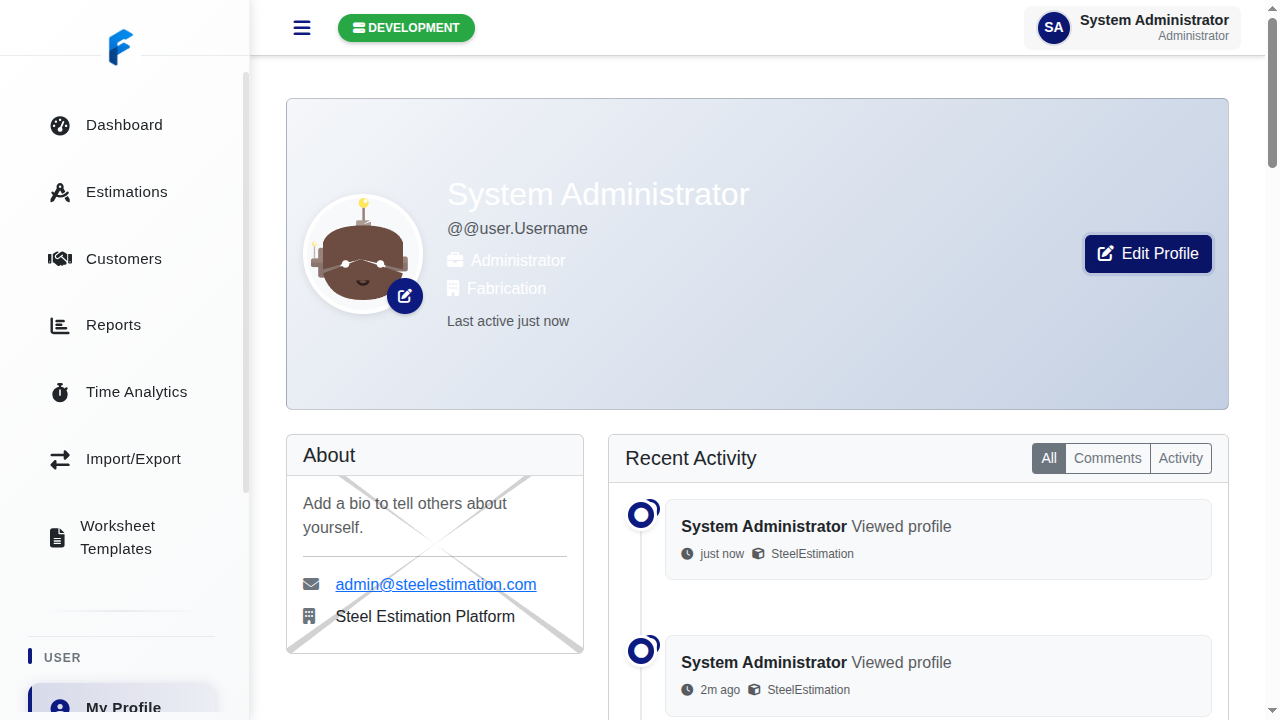 DEVELOPMENT
SA
System Administrator
Administrator
Dashboard
Estimations
Customers
Reports
Time Analytics
Import/Export
Worksheet
Templates
USER
My Profile
System Administrator
@@user.Username
Administrator
Fabrication
Last active just now
Edit Profile
About
Add a bio to tell others about
yourself.
admin@steelestimation.com
Steel Estimation Platform
Recent Activity
All Comments Activity
System Administrator Viewed profile
just now SteelEstimation
System Administrator Viewed profile
2m ago SteelEstimation